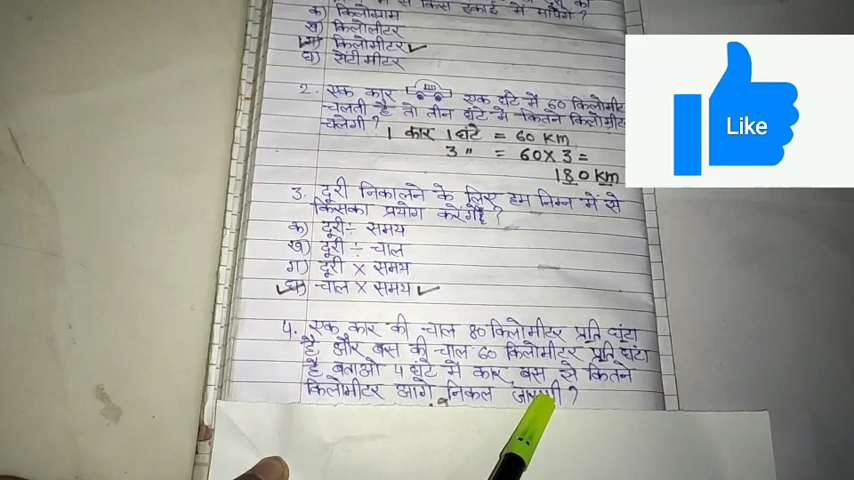 से किस इकाई में मापेंगे ?
क) किलोग्राम
ख) किलोलीटर
ग) किलोमीटर
घ) सेंटीमीटर
2. एक कार एक घंटे में 60 किलोमीटर
चलती है तो तीन घंटे में कितने किलोमीटर
चलेगी ?
1 कार 1 घंटे = 60 KM
3 " = 60 X 3 =
180 km
3. दूरी निकालने के लिए हम निम्न में से
किसका प्रयोग करेंगे ?
क) दूरी ÷ समय
ख) दूरी ÷ चाल
ग) दूरी X समय
घ) चाल X समय
4. एक कार की चाल 80 किलोमीटर प्रति घंटा
है और बस की चाल 60 किलोमीटर प्रति घंटा
है बताओ 4 घंटे में कार बस से कितने
किलोमीटर आगे निकल ?
Like